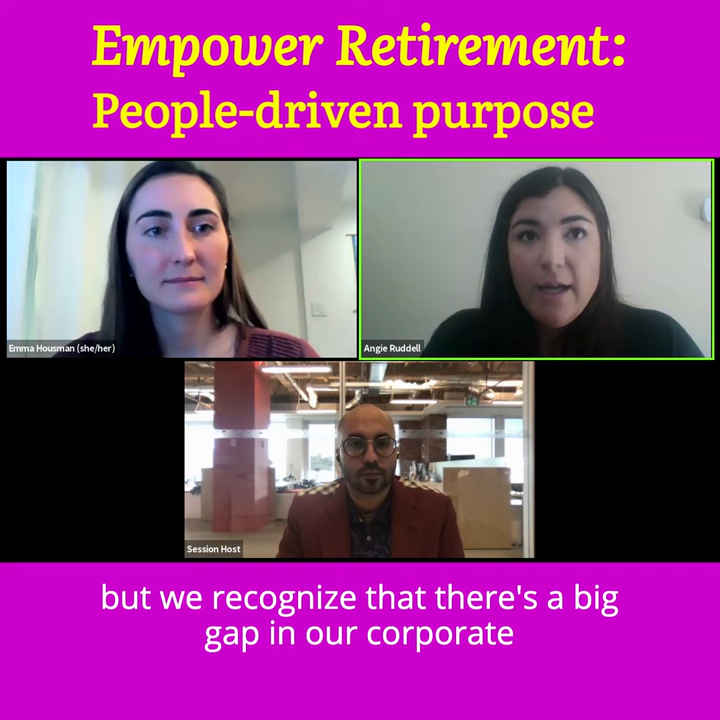 Empower Retirement:
People-driven purpose
Emma Housman (she/her)
Angie Ruddell
Session Host
but we recognize that there's a big
gap in our corporate